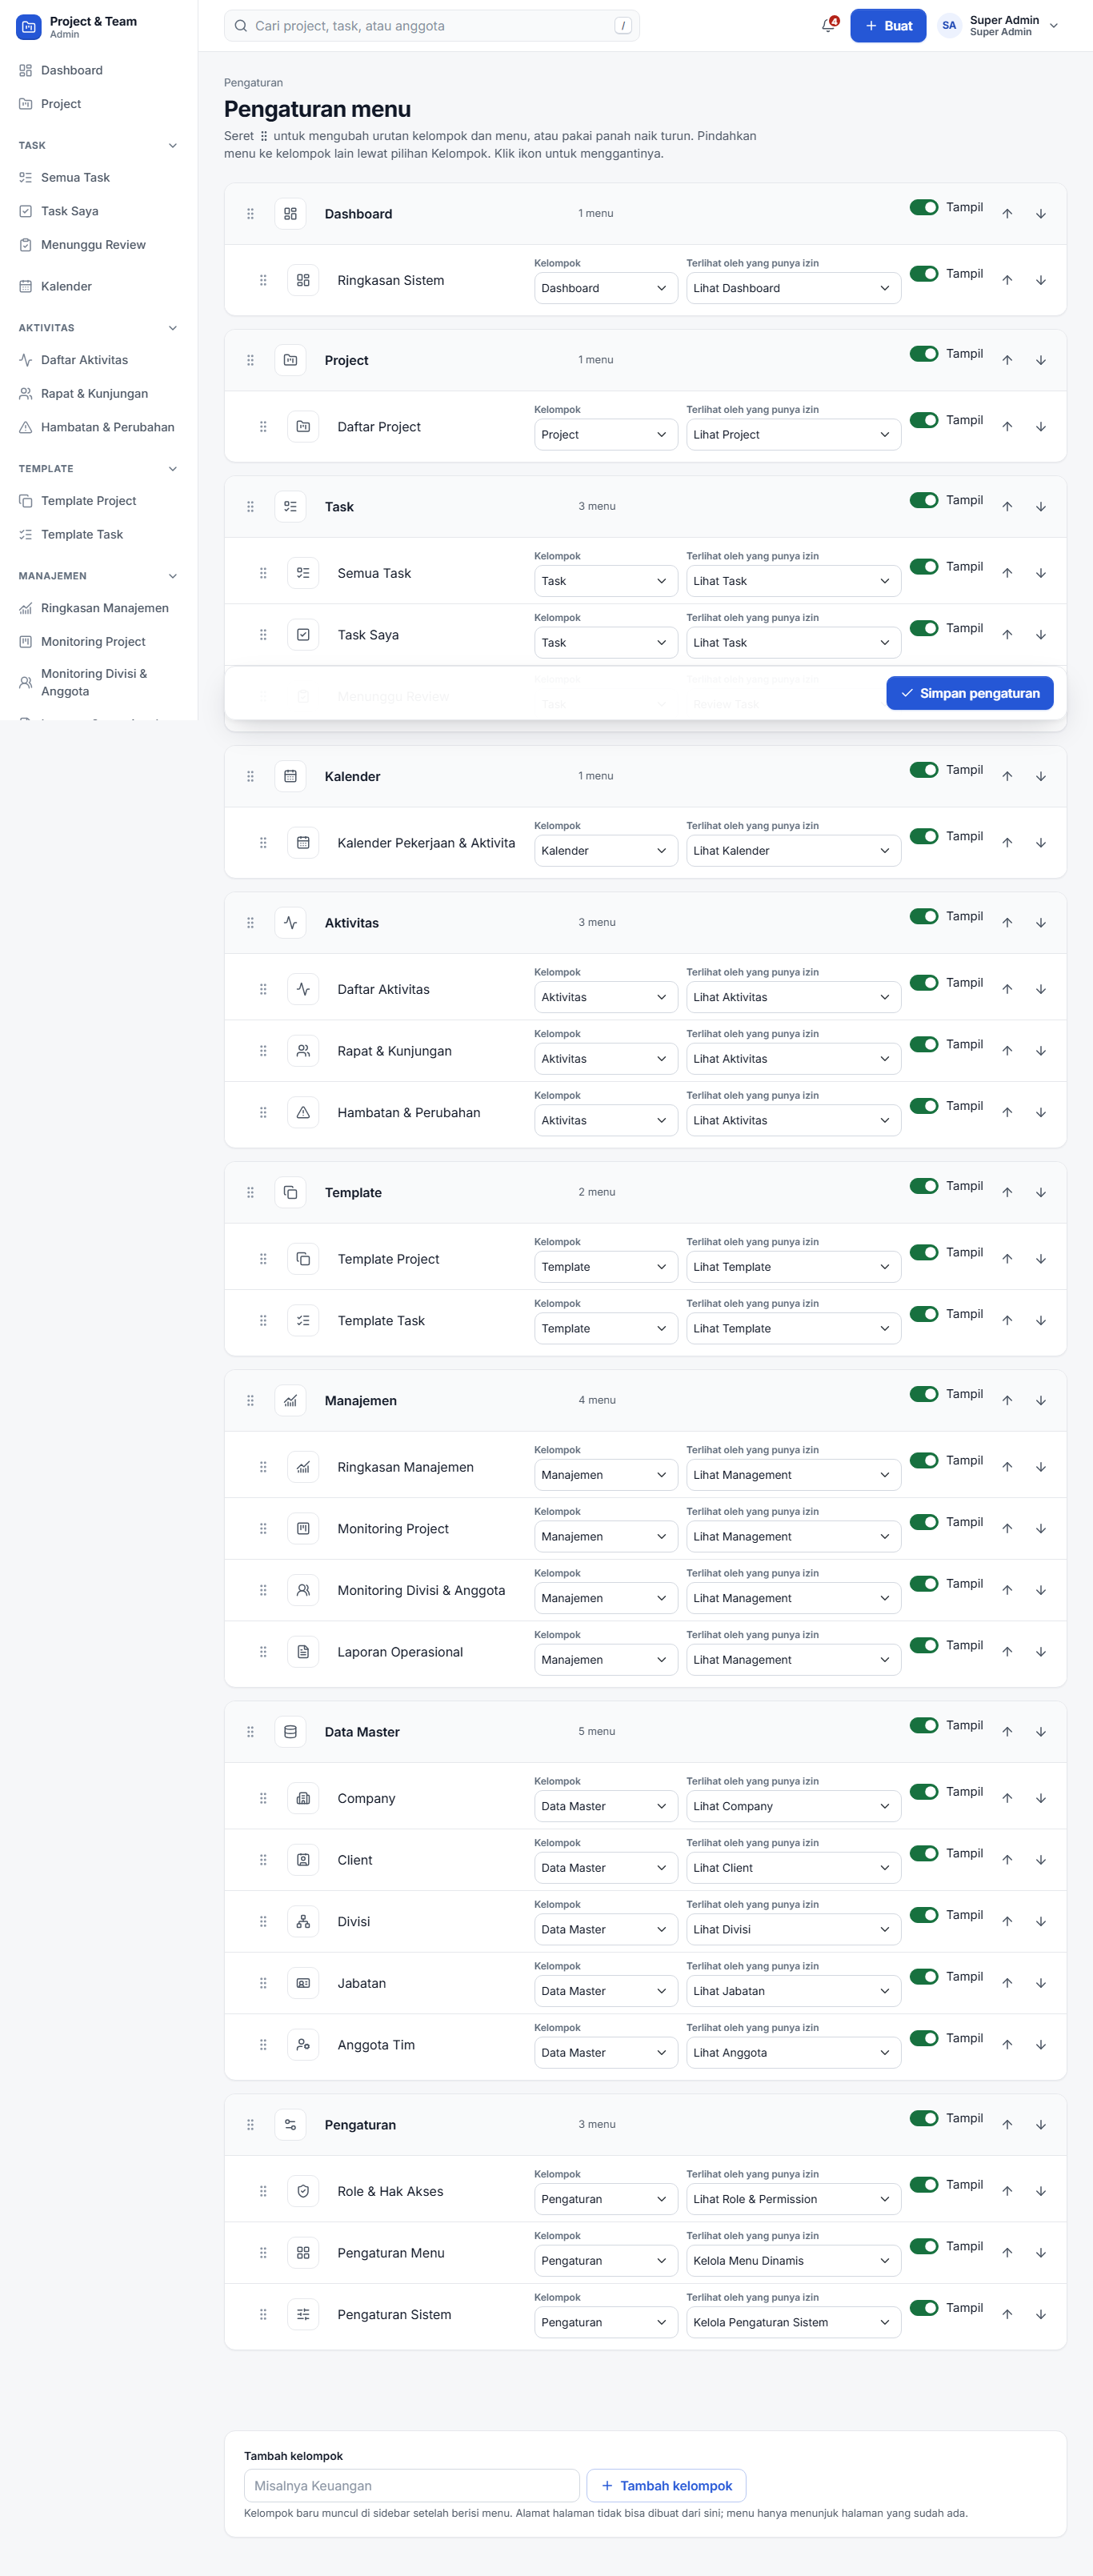 Project & Team
Admin
Dashboard
Project
TASK
Semua Task
Task Saya
Menunggu Review
Kalender
AKTIVITAS
Daftar Aktivitas
Rapat & Kunjungan
Hambatan & Perubahan
TEMPLATE
Template Project
Template Task
MANAJEMEN
Ringkasan Manajemen
Monitoring Project
Monitoring Divisi &
Anggota
Cari project, task, atau anggota
/
4
+ Buat
SA
Super Admin
Super Admin
Pengaturan
Pengaturan menu
Seret ⠿ untuk mengubah urutan kelompok dan menu, atau pakai panah naik turun. Pindahkan
menu ke kelompok lain lewat pilihan Kelompok. Klik ikon untuk menggantinya.
Dashboard 1 menu Tampil
Kelompok Terlihat oleh yang punya izin
Ringkasan Sistem Dashboard Lihat Dashboard Tampil
Project 1 menu Tampil
Kelompok Terlihat oleh yang punya izin
Daftar Project Project Lihat Project Tampil
Task 3 menu Tampil
Kelompok Terlihat oleh yang punya izin
Semua Task Task Lihat Task Tampil
Kelompok Terlihat oleh yang punya izin
Task Saya Task Lihat Task Tampil
Kelompok Terlihat oleh yang punya izin
Menunggu Review Task Review Task
Simpan pengaturan
Kalender 1 menu Tampil
Kelompok Terlihat oleh yang punya izin
Kalender Pekerjaan & Aktivita Kalender Lihat Kalender Tampil
Aktivitas 3 menu Tampil
Kelompok Terlihat oleh yang punya izin
Daftar Aktivitas Aktivitas Lihat Aktivitas Tampil
Kelompok Terlihat oleh yang punya izin
Rapat & Kunjungan Aktivitas Lihat Aktivitas Tampil
Kelompok Terlihat oleh yang punya izin
Hambatan & Perubahan Aktivitas Lihat Aktivitas Tampil
Template 2 menu Tampil
Kelompok Terlihat oleh yang punya izin
Template Project Template Lihat Template Tampil
Kelompok Terlihat oleh yang punya izin
Template Task Template Lihat Template Tampil
Manajemen 4 menu Tampil
Kelompok Terlihat oleh yang punya izin
Ringkasan Manajemen Manajemen Lihat Management Tampil
Kelompok Terlihat oleh yang punya izin
Monitoring Project Manajemen Lihat Management Tampil
Kelompok Terlihat oleh yang punya izin
Monitoring Divisi & Anggota Manajemen Lihat Management Tampil
Kelompok Terlihat oleh yang punya izin
Laporan Operasional Manajemen Lihat Management Tampil
Data Master 5 menu Tampil
Kelompok Terlihat oleh yang punya izin
Company Data Master Lihat Company Tampil
Kelompok Terlihat oleh yang punya izin
Client Data Master Lihat Client Tampil
Kelompok Terlihat oleh yang punya izin
Divisi Data Master Lihat Divisi Tampil
Kelompok Terlihat oleh yang punya izin
Jabatan Data Master Lihat Jabatan Tampil
Kelompok Terlihat oleh yang punya izin
Anggota Tim Data Master Lihat Anggota Tampil
Pengaturan 3 menu Tampil
Kelompok Terlihat oleh yang punya izin
Role & Hak Akses Pengaturan Lihat Role & Permission Tampil
Kelompok Terlihat oleh yang punya izin
Pengaturan Menu Pengaturan Kelola Menu Dinamis Tampil
Kelompok Terlihat oleh yang punya izin
Pengaturan Sistem Pengaturan Kelola Pengaturan Sistem Tampil
Tambah kelompok
Misalnya Keuangan
+ Tambah kelompok
Kelompok baru muncul di sidebar setelah berisi menu. Alamat halaman tidak bisa dibuat dari sini; menu hanya menunjuk halaman yang sudah ada.